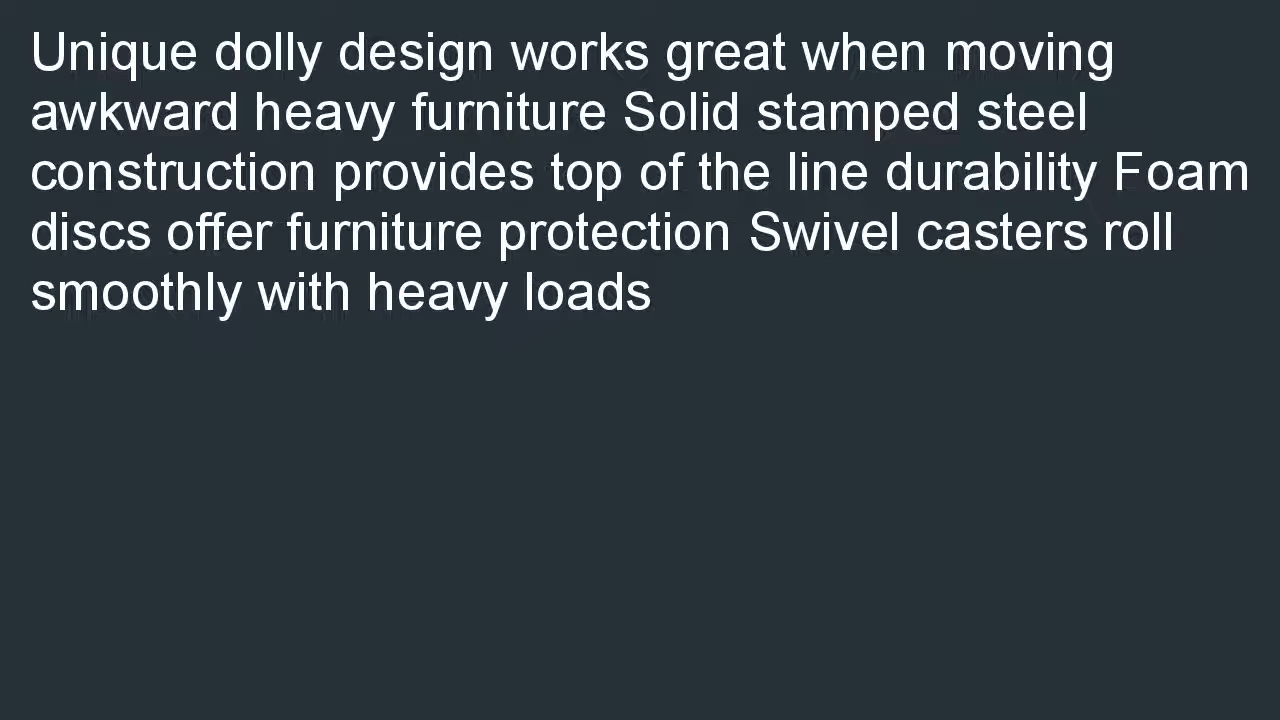 Unique dolly design works great when moving
awkward heavy furniture Solid stamped steel
construction provides top of the line durability Foam
discs offer furniture protection Swivel casters roll
smoothly with heavy loads